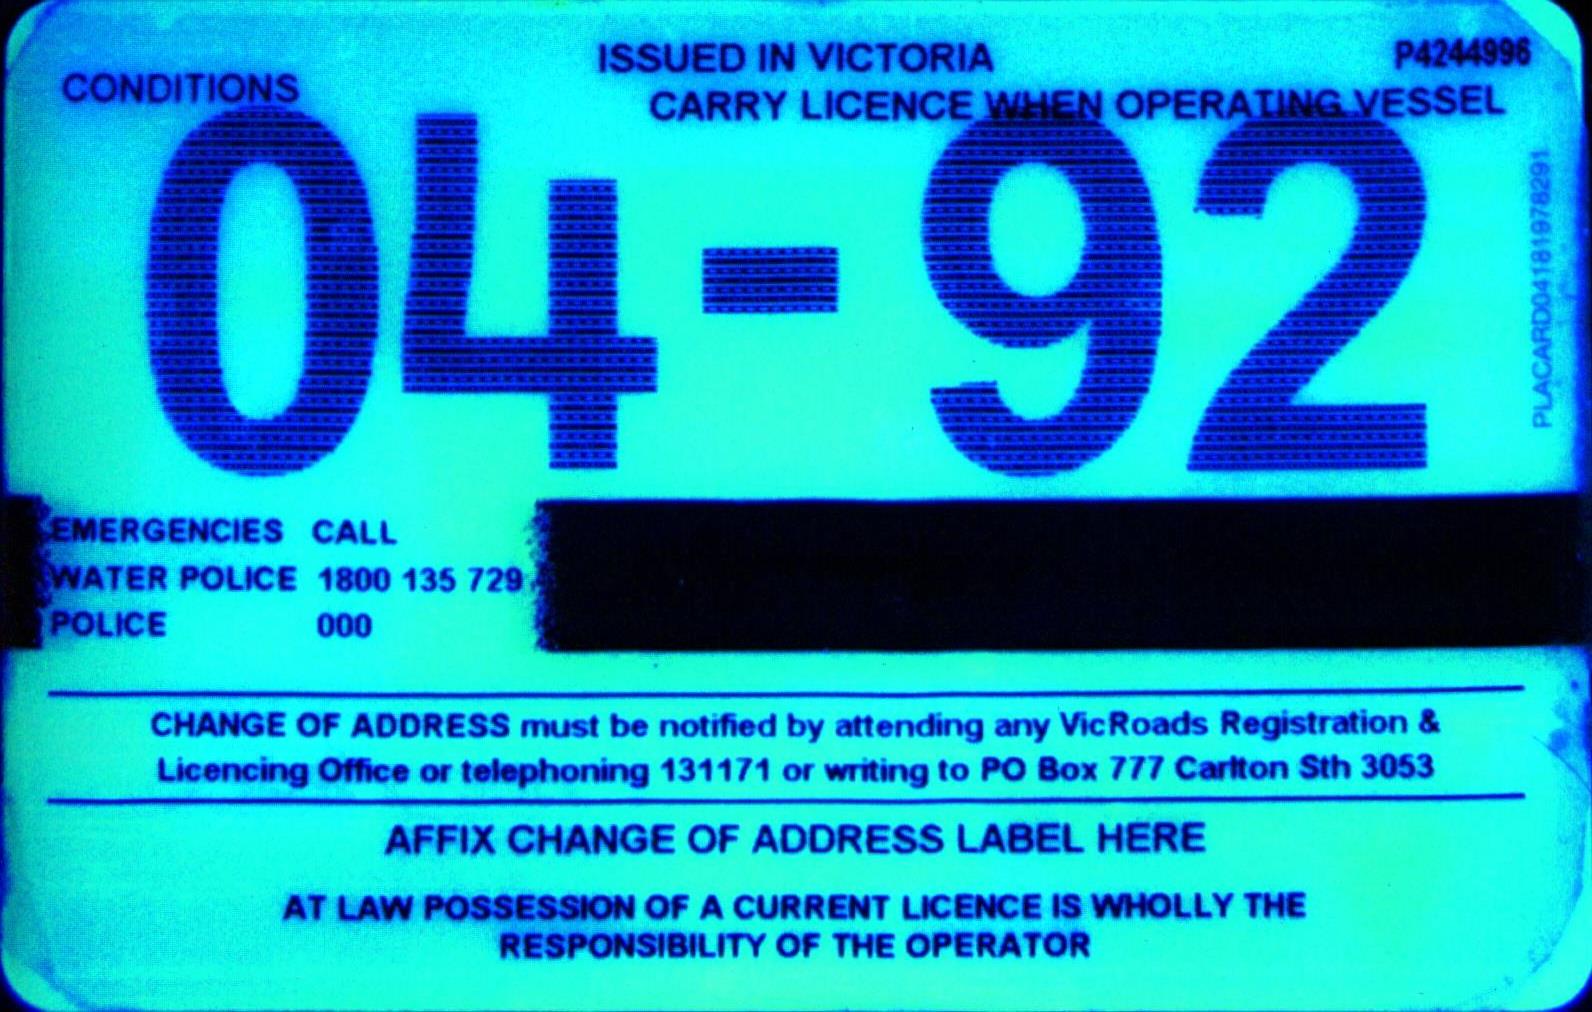 ISSUED IN VICTORIA
P4244996
CONDITIONS
CARRY LICENCE WHEN OPERATING VESSEL
04-92
PLACARD04181978291
EMERGENCIES CALL
WATER POLICE 1800 135 729
POLICE 000
CHANGE OF ADDRESS must be notified by attending any VicRoads Registration &
Licencing Office or telephoning 131171 or writing to PO Box 777 Carlton Sth 3053
AFFIX CHANGE OF ADDRESS LABEL HERE
AT LAW POSSESSION OF A CURRENT LICENCE IS WHOLLY THE
RESPONSIBILITY OF THE OPERATOR